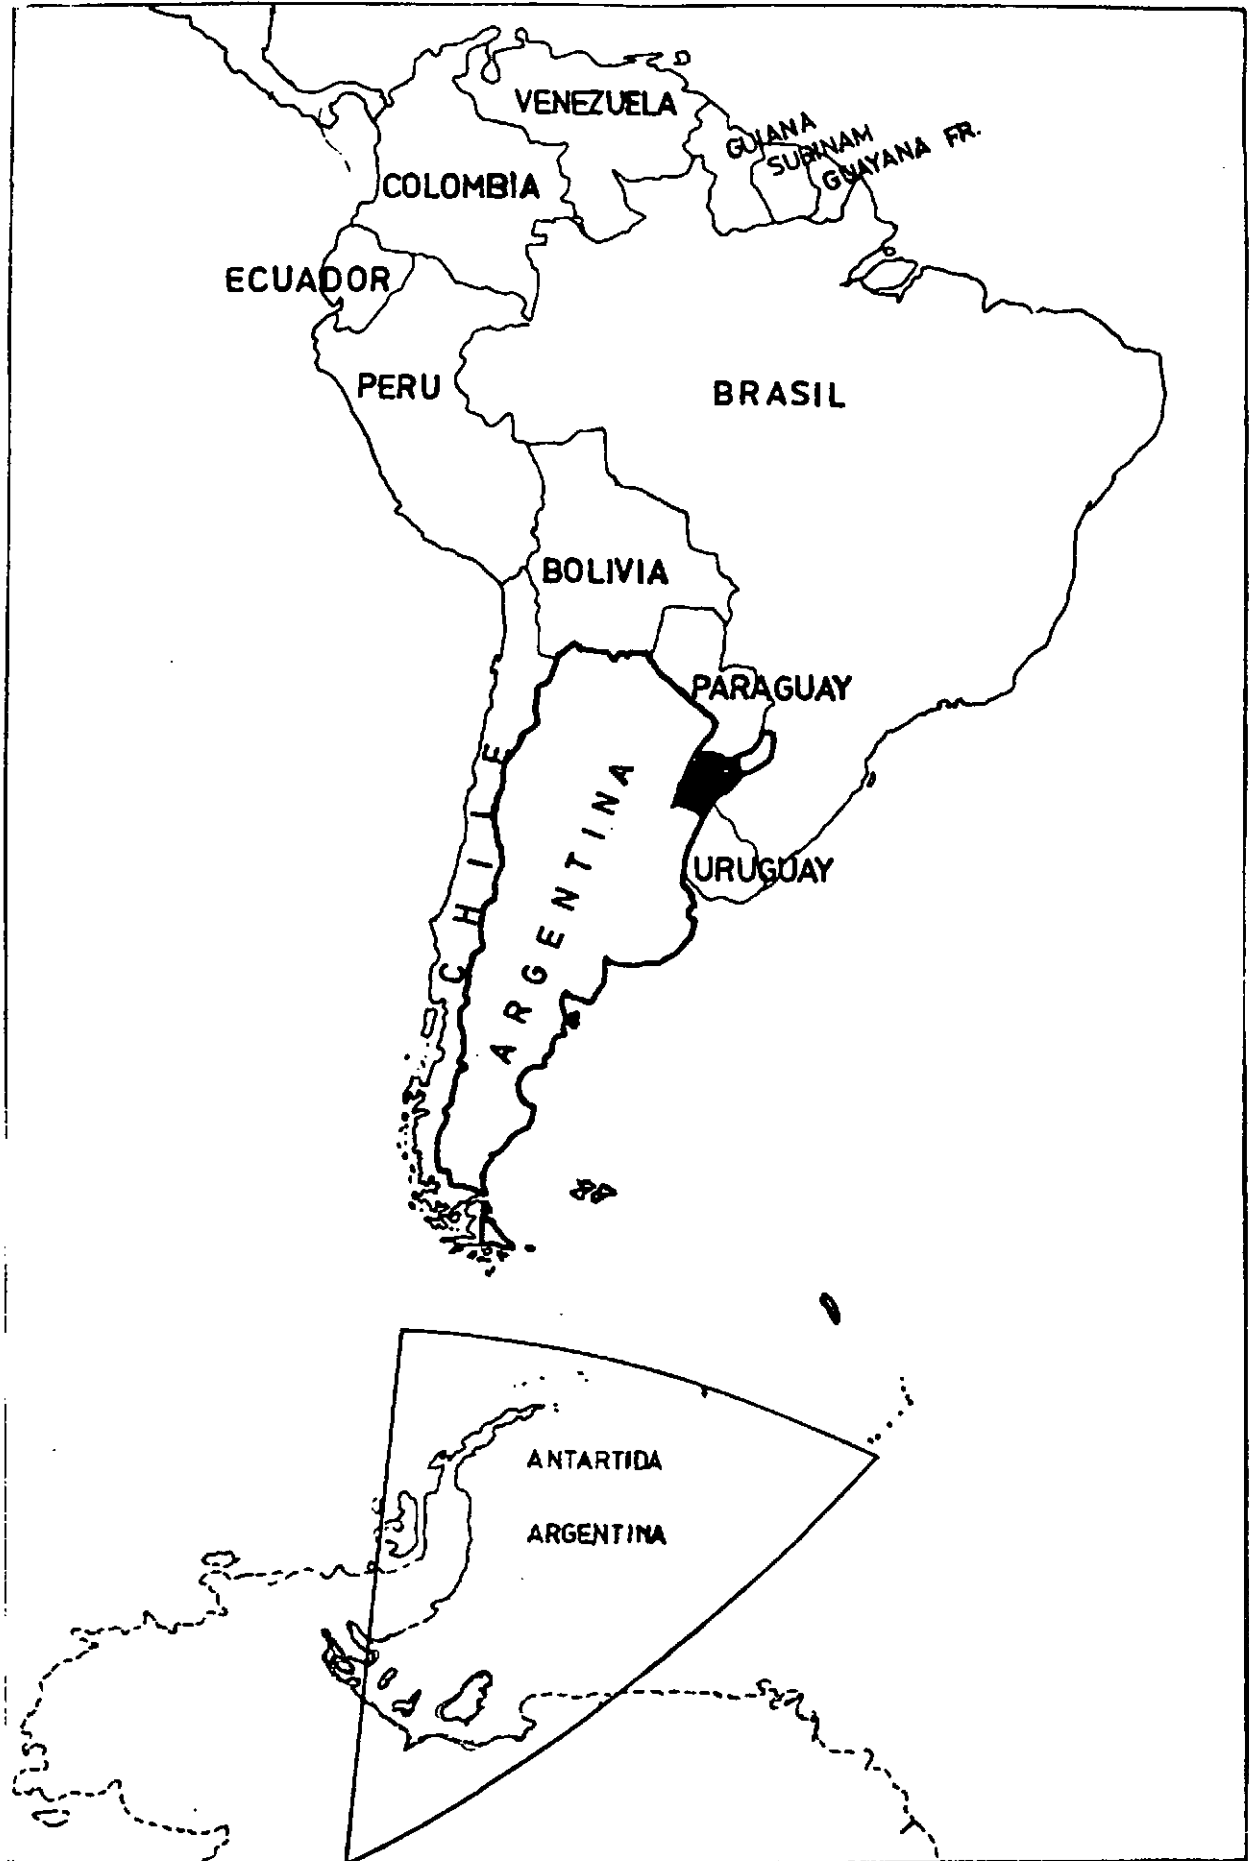 VENEZUELA
GUIANA
SURINAM
GUAYANA FR.
COLOMBIA
ECUADOR
PERU
BRASIL
BOLIVIA
PARAGUAY
CHILE
ARGENTINA
URUGUAY
ANTARTIDA
ARGENTINA